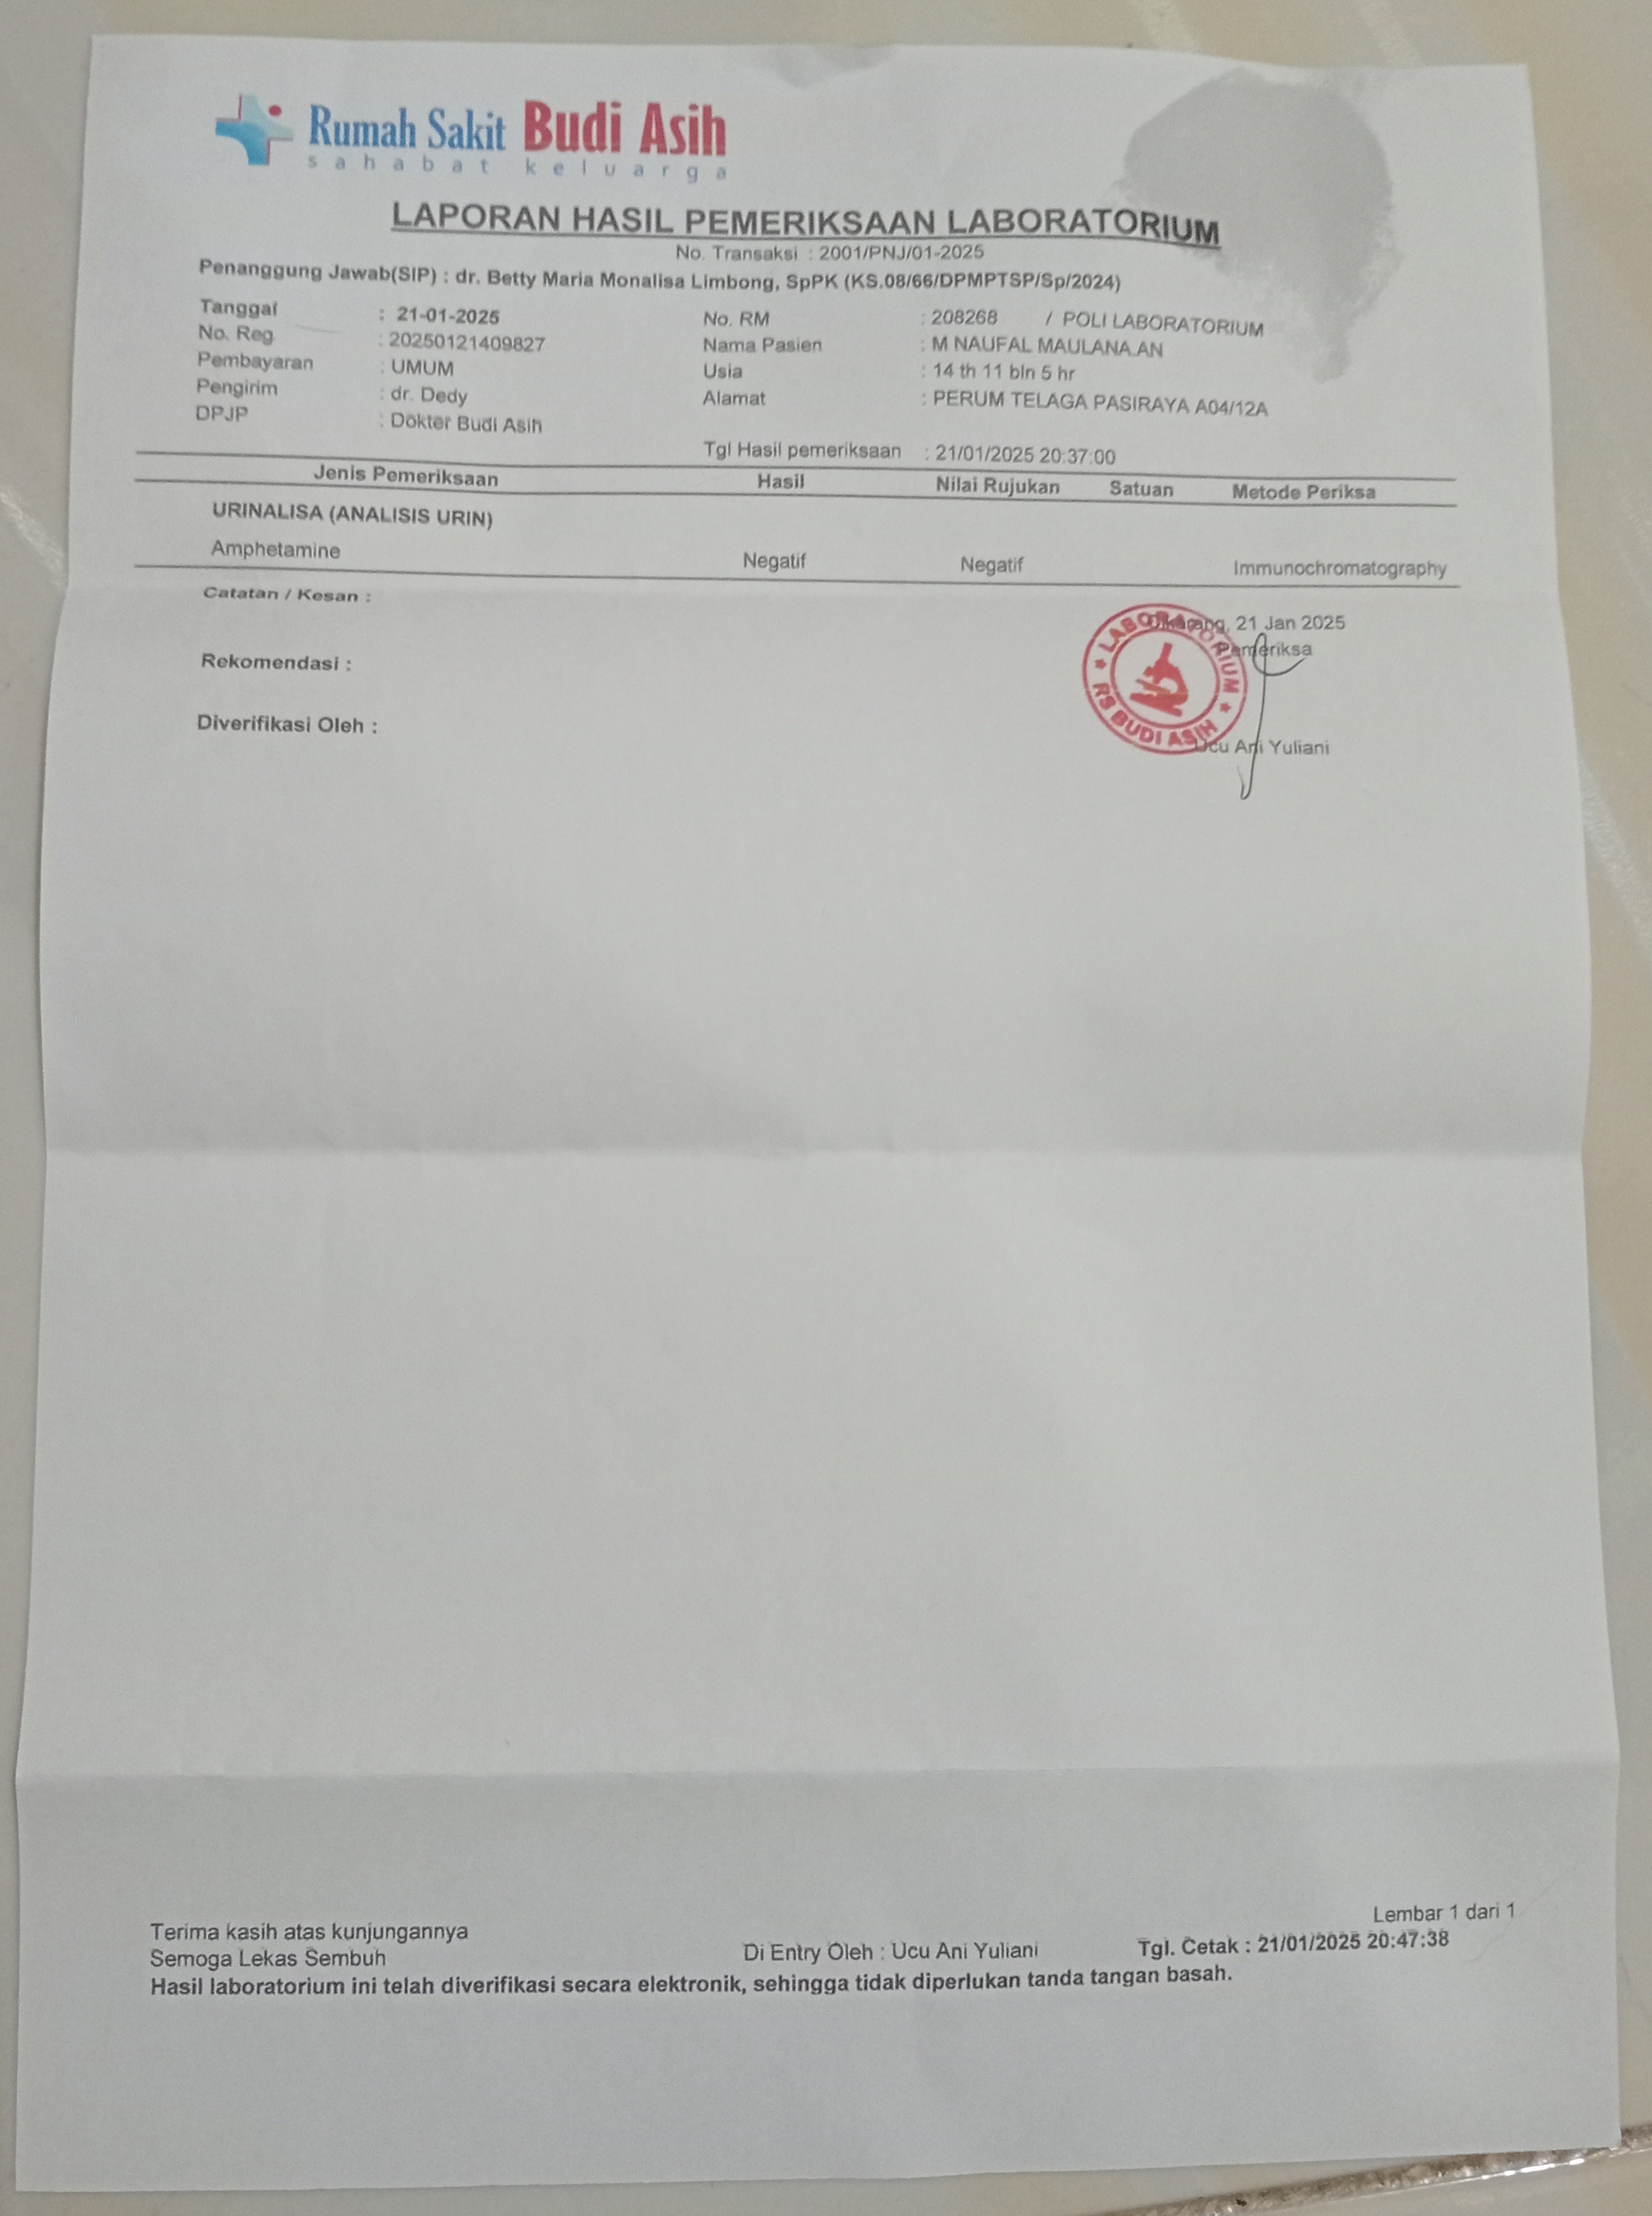 Rumah Sakit Budi Asih
sahabat keluarga
LAPORAN HASIL PEMERIKSAAN LABORATORIUM
No. Transaksi : 2001/PNJ/01-2025
Penanggung Jawab(SIP) : dr. Betty Maria Monalisa Limbong, SpPK (KS.08/66/DPMPTSP/Sp/2024)
Tanggal : 21-01-2025 No. RM : 208268 / POLI LABORATORIUM
No. Reg : 20250121409827 Nama Pasien : M NAUFAL MAULANA.AN
Pembayaran : UMUM Usia : 14 th 11 bln 5 hr
Pengirim : dr. Dedy Alamat : PERUM TELAGA PASIRAYA A04/12A
DPJP : Dokter Budi Asih
Tgl Hasil pemeriksaan : 21/01/2025 20:37:00
Jenis Pemeriksaan Hasil Nilai Rujukan Satuan Metode Periksa
URINALISA (ANALISIS URIN)
Amphetamine Negatif Negatif Immunochromatography
Catatan / Kesan :
Cikarang, 21 Jan 2025
Pemeriksa
Rekomendasi :
LABORATORIUM
RS BUDI ASIH
Diverifikasi Oleh :
Ucu Ani Yuliani
Lembar 1 dari 1
Terima kasih atas kunjungannya
Semoga Lekas Sembuh Di Entry Oleh : Ucu Ani Yuliani Tgl. Cetak : 21/01/2025 20:47:38
Hasil laboratorium ini telah diverifikasi secara elektronik, sehingga tidak diperlukan tanda tangan basah.